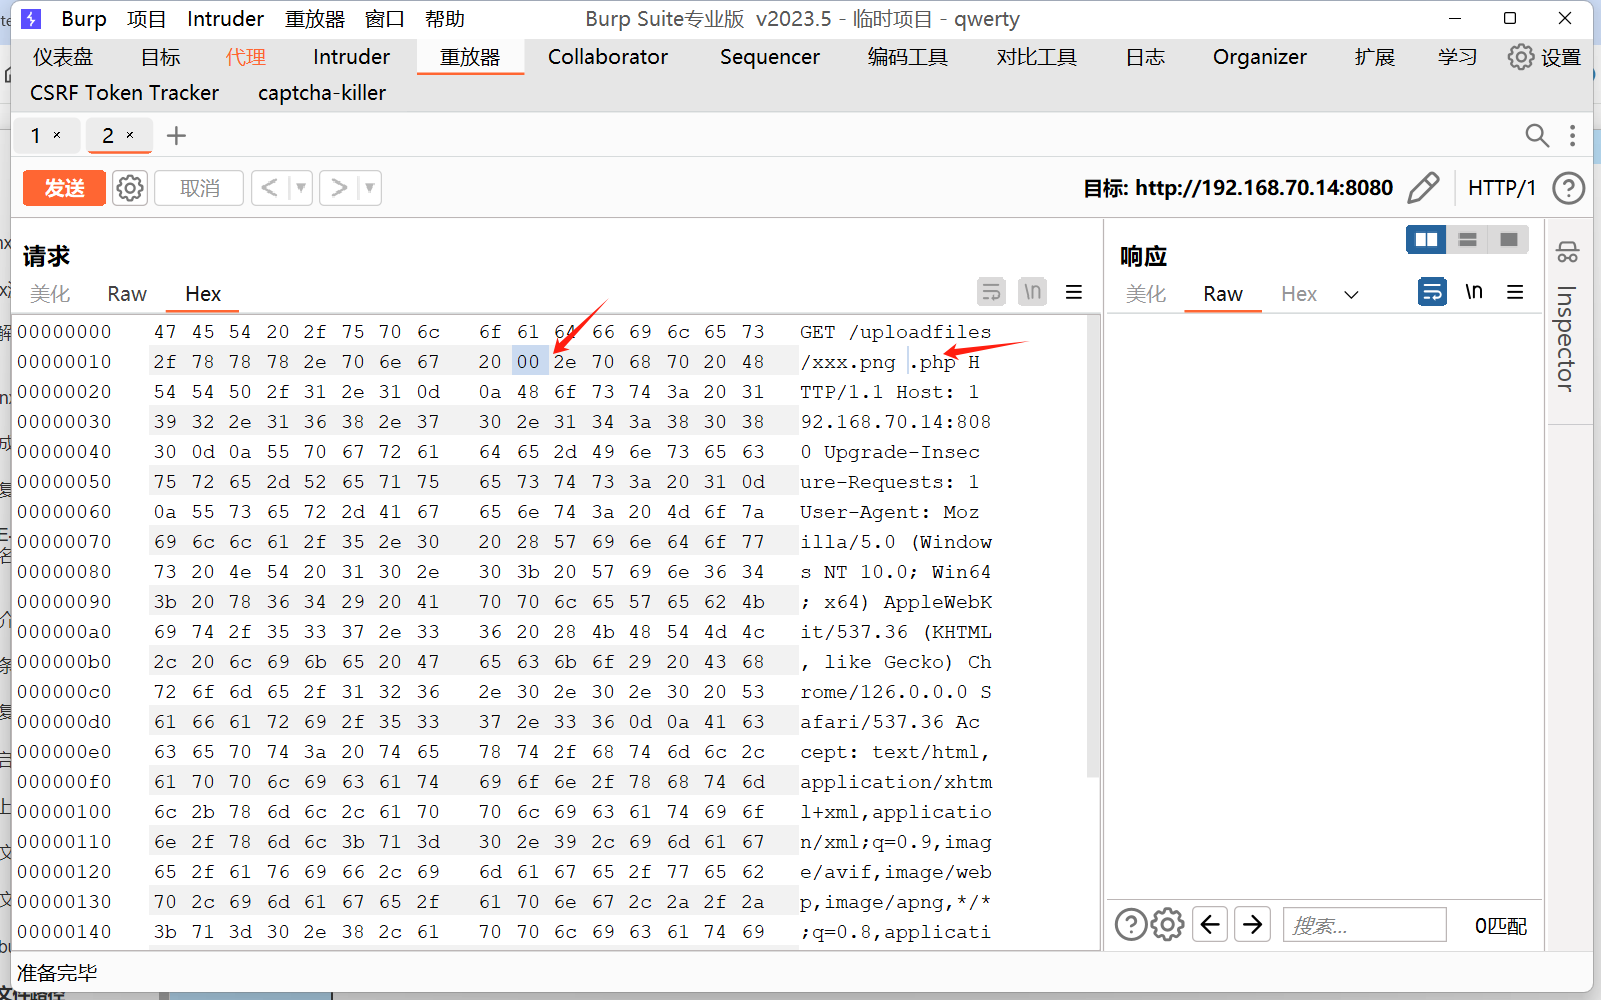 Burp 项目 Intruder 重放器 窗口 帮助 Burp Suite专业版 v2023.5 - 临时项目 - qwerty
仪表盘 目标 代理 Intruder 重放器 Collaborator Sequencer 编码工具 对比工具 日志 Organizer 扩展 学习 设置
CSRF Token Tracker captcha-killer
1 × 2 × +
发送 取消 < > 目标: http://192.168.70.14:8080 HTTP/1 ?
请求
美化 Raw Hex \n
00000000 47 45 54 20 2f 75 70 6c 6f 61 64 66 69 6c 65 73 GET /uploadfiles
00000010 2f 78 78 78 2e 70 6e 67 20 00 2e 70 68 70 20 48 /xxx.png .php H
00000020 54 54 50 2f 31 2e 31 0d 0a 48 6f 73 74 3a 20 31 TTP/1.1 Host: 1
00000030 39 32 2e 31 36 38 2e 37 30 2e 31 34 3a 38 30 38 92.168.70.14:808
00000040 30 0d 0a 55 70 67 72 61 64 65 2d 49 6e 73 65 63 0 Upgrade-Insec
00000050 75 72 65 2d 52 65 71 75 65 73 74 73 3a 20 31 0d ure-Requests: 1
00000060 0a 55 73 65 72 2d 41 67 65 6e 74 3a 20 4d 6f 7a User-Agent: Moz
00000070 69 6c 6c 61 2f 35 2e 30 20 28 57 69 6e 64 6f 77 illa/5.0 (Window
00000080 73 20 4e 54 20 31 30 2e 30 3b 20 57 69 6e 36 34 s NT 10.0; Win64
00000090 3b 20 78 36 34 29 20 41 70 70 6c 65 57 65 62 4b ; x64) AppleWebK
000000a0 69 74 2f 35 33 37 2e 33 36 20 28 4b 48 54 4d 4c it/537.36 (KHTML
000000b0 2c 20 6c 69 6b 65 20 47 65 63 6b 6f 29 20 43 68 , like Gecko) Ch
000000c0 72 6f 6d 65 2f 31 32 36 2e 30 2e 30 2e 30 20 53 rome/126.0.0.0 S
000000d0 61 66 61 72 69 2f 35 33 37 2e 33 36 0d 0a 41 63 afari/537.36 Ac
000000e0 63 65 70 74 3a 20 74 65 78 74 2f 68 74 6d 6c 2c cept: text/html,
000000f0 61 70 70 6c 69 63 61 74 69 6f 6e 2f 78 68 74 6d application/xhtm
00000100 6c 2b 78 6d 6c 2c 61 70 70 6c 69 63 61 74 69 6f l+xml,applicatio
00000110 6e 2f 78 6d 6c 3b 71 3d 30 2e 39 2c 69 6d 61 67 n/xml;q=0.9,imag
00000120 65 2f 61 76 69 66 2c 69 6d 61 67 65 2f 77 65 62 e/avif,image/web
00000130 70 2c 69 6d 61 67 65 2f 61 70 6e 67 2c 2a 2f 2a p,image/apng,*/*
00000140 3b 71 3d 30 2e 38 2c 61 70 70 6c 69 63 61 74 69 ;q=0.8,applicati
响应
美化 Raw Hex \n
Inspector
? 搜索... 0匹配
准备完毕